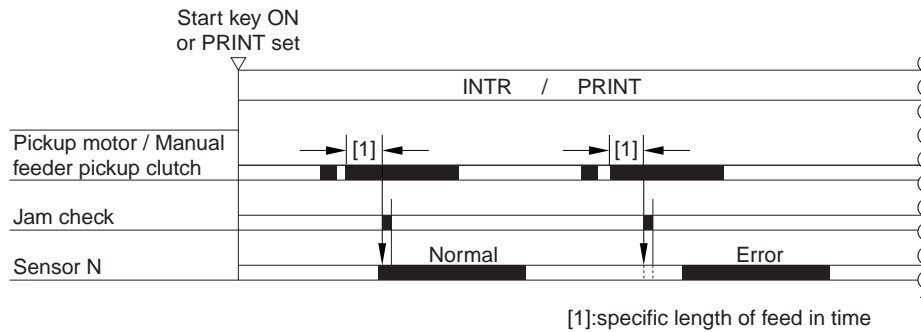 Start key ON
or PRINT set
INTR / PRINT
Pickup motor / Manual
feeder pickup clutch
[1]
[1]
Jam check
Sensor N
Normal
Error
[1]:specific length of feed in time